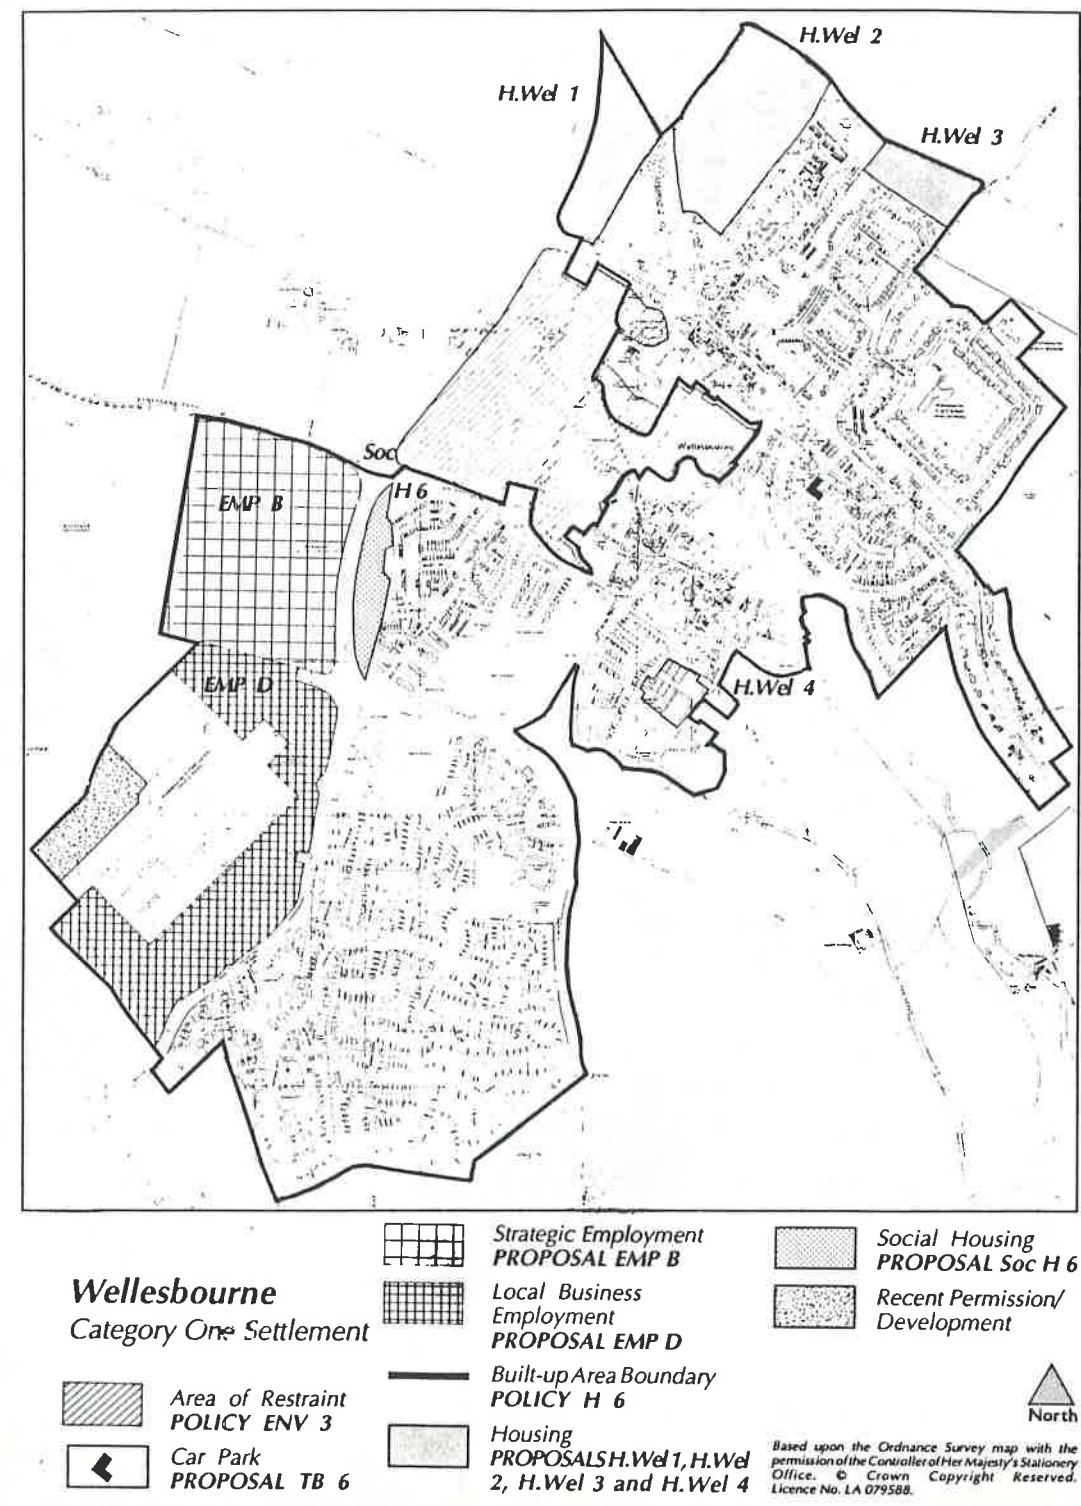 H.Wel 2
H.Wel 1
H.Wel 3
Soc
H 6
EMP B
Wellesbourne
EMP D
H.Wel 4
Wellesbourne
Category One Settlement
Area of Restraint
POLICY ENV 3
Car Park
PROPOSAL TB 6
Strategic Employment
PROPOSAL EMP B
Local Business
Employment
PROPOSAL EMP D
Built-up Area Boundary
POLICY H 6
Housing
PROPOSALS H.Wel 1, H.Wel
2, H.Wel 3 and H.Wel 4
Social Housing
PROPOSAL Soc H 6
Recent Permission/
Development
North
Based upon the Ordnance Survey map with the
permission of the Controller of Her Majesty's Stationery
Office. © Crown Copyright Reserved.
Licence No. LA 079588.